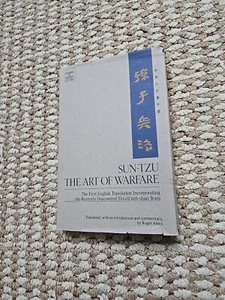 孫子兵法
SUN-TZU
THE ART OF WARFARE
The First English Translation Incorporating
the Recently Discovered Yin-ch'üeh-shan Texts
Translated, with an introduction and commentary,
by Roger Ames